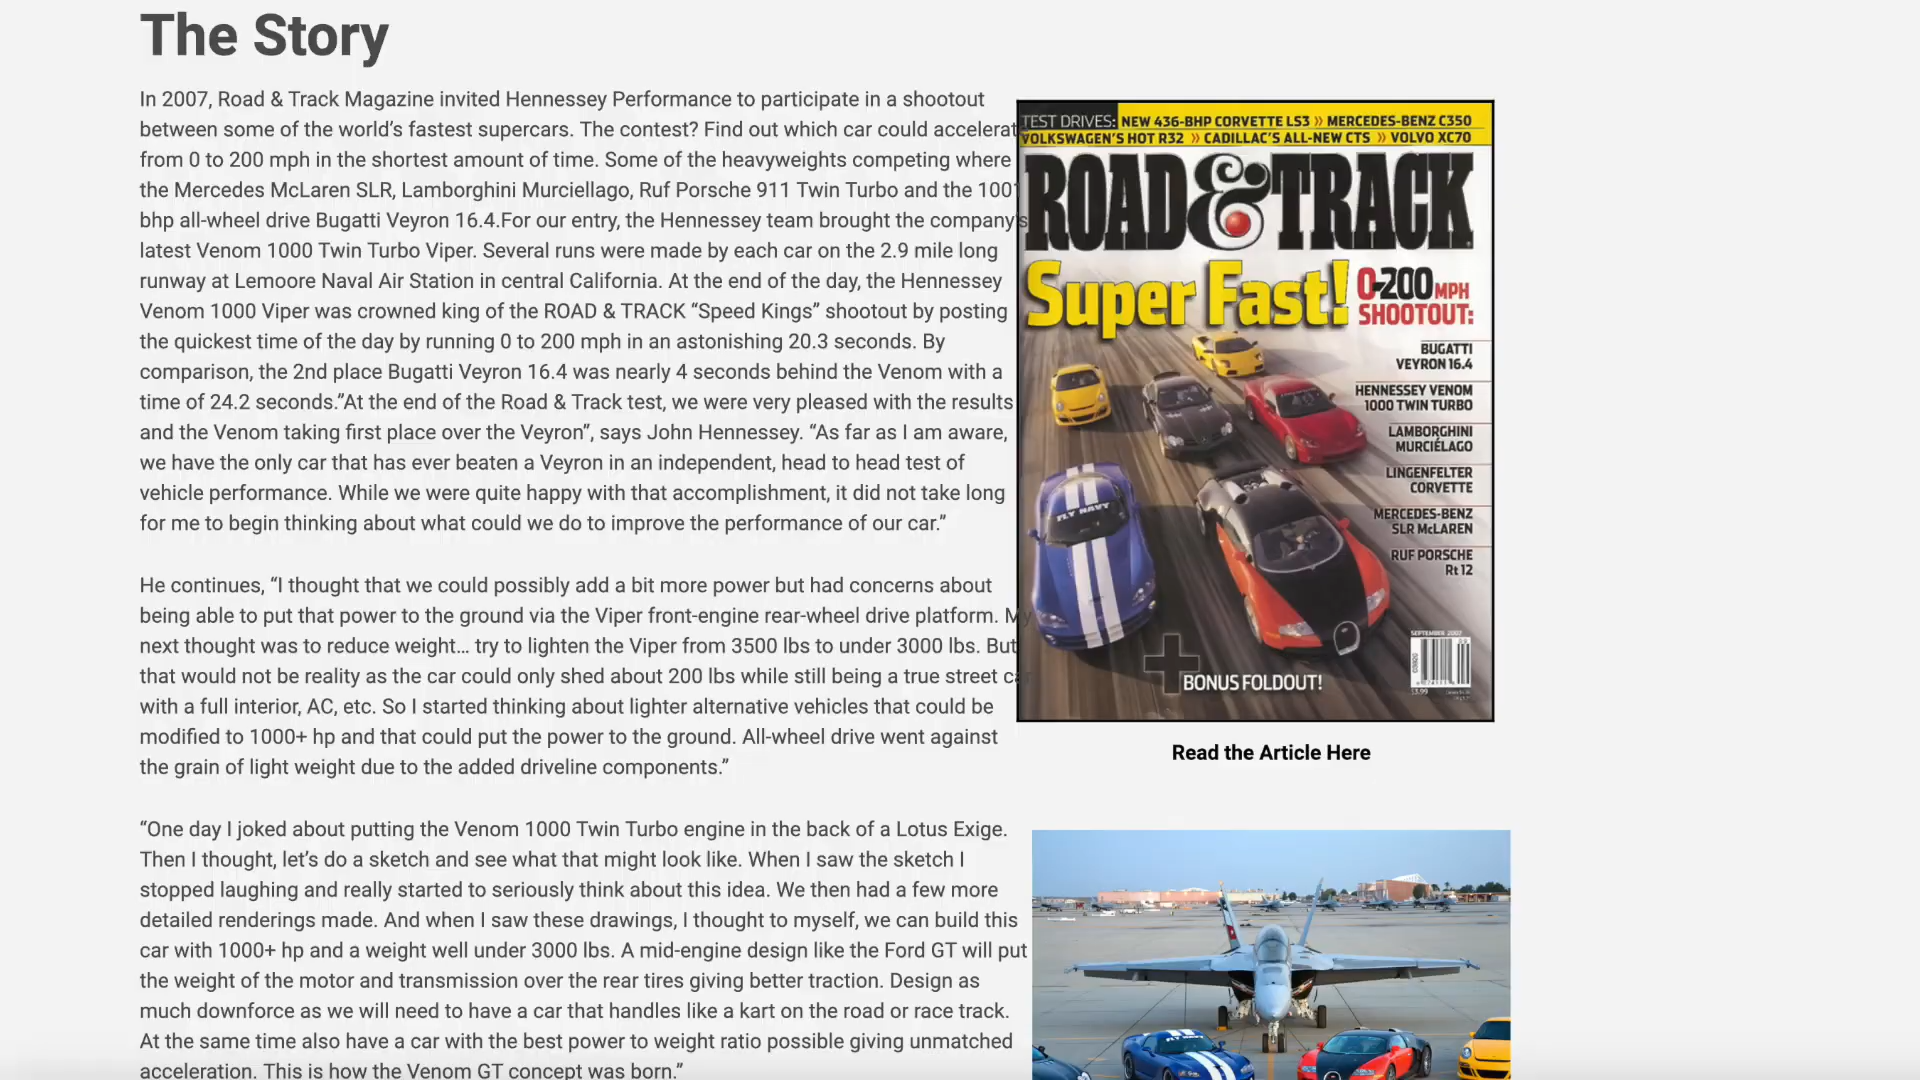 The Story
In 2007, Road & Track Magazine invited Hennessey Performance to participate in a shootout
between some of the world’s fastest supercars. The contest? Find out which car could accelerate
from 0 to 200 mph in the shortest amount of time. Some of the heavyweights competing where
the Mercedes McLaren SLR, Lamborghini Murciellago, Ruf Porsche 911 Twin Turbo and the 1001
bhp all-wheel drive Bugatti Veyron 16.4.For our entry, the Hennessey team brought the company’s
latest Venom 1000 Twin Turbo Viper. Several runs were made by each car on the 2.9 mile long
runway at Lemoore Naval Air Station in central California. At the end of the day, the Hennessey
Venom 1000 Viper was crowned king of the ROAD & TRACK “Speed Kings” shootout by posting
the quickest time of the day by running 0 to 200 mph in an astonishing 20.3 seconds. By
comparison, the 2nd place Bugatti Veyron 16.4 was nearly 4 seconds behind the Venom with a
time of 24.2 seconds.”At the end of the Road & Track test, we were very pleased with the results
and the Venom taking first place over the Veyron”, says John Hennessey. “As far as I am aware,
we have the only car that has ever beaten a Veyron in an independent, head to head test of
vehicle performance. While we were quite happy with that accomplishment, it did not take long
for me to begin thinking about what could we do to improve the performance of our car.”
He continues, “I thought that we could possibly add a bit more power but had concerns about
being able to put that power to the ground via the Viper front-engine rear-wheel drive platform. My
next thought was to reduce weight… try to lighten the Viper from 3500 lbs to under 3000 lbs. But
that would not be reality as the car could only shed about 200 lbs while still being a true street car
with a full interior, AC, etc. So I started thinking about lighter alternative vehicles that could be
modified to 1000+ hp and that could put the power to the ground. All-wheel drive went against
the grain of light weight due to the added driveline components.”
“One day I joked about putting the Venom 1000 Twin Turbo engine in the back of a Lotus Exige.
Then I thought, let’s do a sketch and see what that might look like. When I saw the sketch I
stopped laughing and really started to seriously think about this idea. We then had a few more
detailed renderings made. And when I saw these drawings, I thought to myself, we can build this
car with 1000+ hp and a weight well under 3000 lbs. A mid-engine design like the Ford GT will put
the weight of the motor and transmission over the rear tires giving better traction. Design as
much downforce as we will need to have a car that handles like a kart on the road or race track.
At the same time also have a car with the best power to weight ratio possible giving unmatched
acceleration. This is how the Venom GT concept was born.”
TEST DRIVES: NEW 436-BHP CORVETTE LS3 » MERCEDES-BENZ C350
VOLKSWAGEN'S HOT R32 » CADILLAC'S ALL-NEW CTS » VOLVO XC70
ROAD & TRACK
Super Fast!
0-200 MPH
SHOOTOUT:
BUGATTI
VEYRON 16.4
HENNESSEY VENOM
1000 TWIN TURBO
LAMBORGHINI
MURCIÉLAGO
LINGENFELTER
CORVETTE
MERCEDES-BENZ
SLR McLAREN
RUF PORSCHE
Rt 12
FLY NAVY
SEPTEMBER 2007
$3.99
+
BONUS FOLDOUT!
Read the Article Here
FLY NAVY